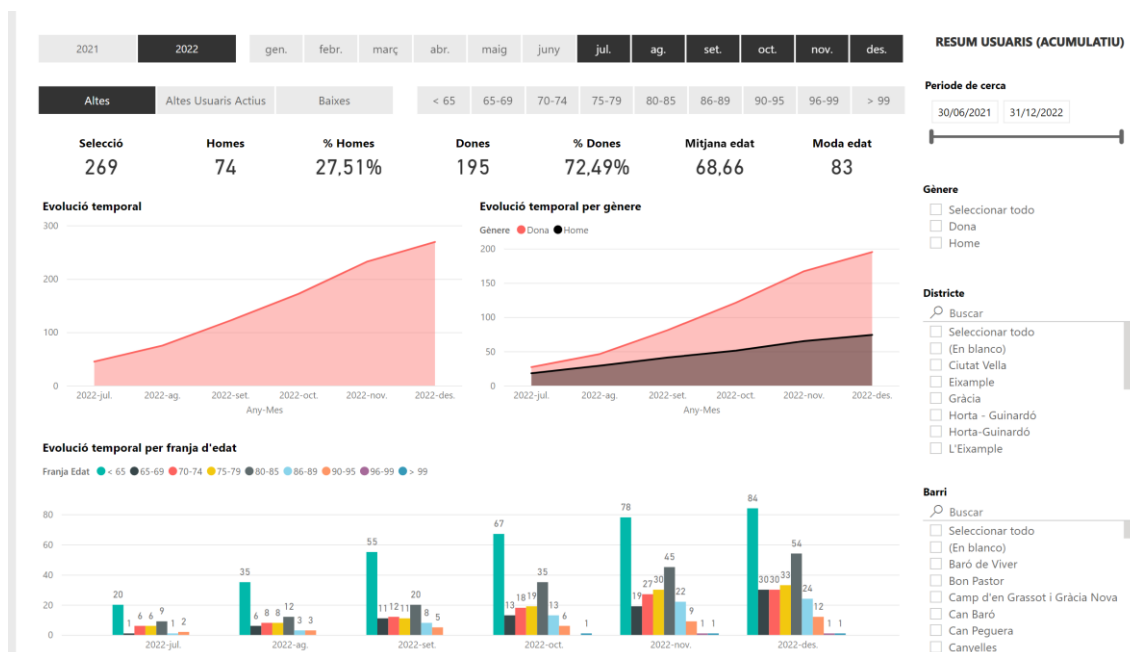 2021 2022 gen. febr. març abr. maig juny jul. ag. set. oct. nov. des.
Altes Altes Usuaris Actius Baixes < 65 65-69 70-74 75-79 80-85 86-89 90-95 96-99 > 99
Selecció Homes % Homes Dones % Dones Mitjana edat Moda edat
269 74 27,51% 195 72,49% 68,66 83
Evolució temporal
300
200
100
0
2022-jul. 2022-ag. 2022-set. 2022-oct. 2022-nov. 2022-des.
Any-Mes
Evolució temporal per gènere
Gènere Dona Home
200
150
100
50
0
2022-jul. 2022-ag. 2022-set. 2022-oct. 2022-nov. 2022-des.
Any-Mes
Evolució temporal per franja d'edat
Franja Edat < 65 65-69 70-74 75-79 80-85 86-89 90-95 96-99 > 99
80
60
40
20
0
20 1 6 6 9 1 2
35 6 8 8 12 3 3
55 11 12 11 20 8 5
67 13 18 19 35 13 6 1
78 19 27 30 45 22 9 1 1
84 30 30 33 54 24 12 1 1
2022-jul. 2022-ag. 2022-set. 2022-oct. 2022-nov. 2022-des.
RESUM USUARIS (ACUMULATIU)
Periode de cerca
30/06/2021 31/12/2022
Gènere
Seleccionar todo
Dona
Home
Districte
Buscar
Seleccionar todo
(En blanco)
Ciutat Vella
Eixample
Gràcia
Horta - Guinardó
Horta-Guinardó
L'Eixample
Barri
Buscar
Seleccionar todo
(En blanco)
Baró de Viver
Bon Pastor
Camp d'en Grassot i Gràcia Nova
Can Baró
Can Peguera
Canyelles